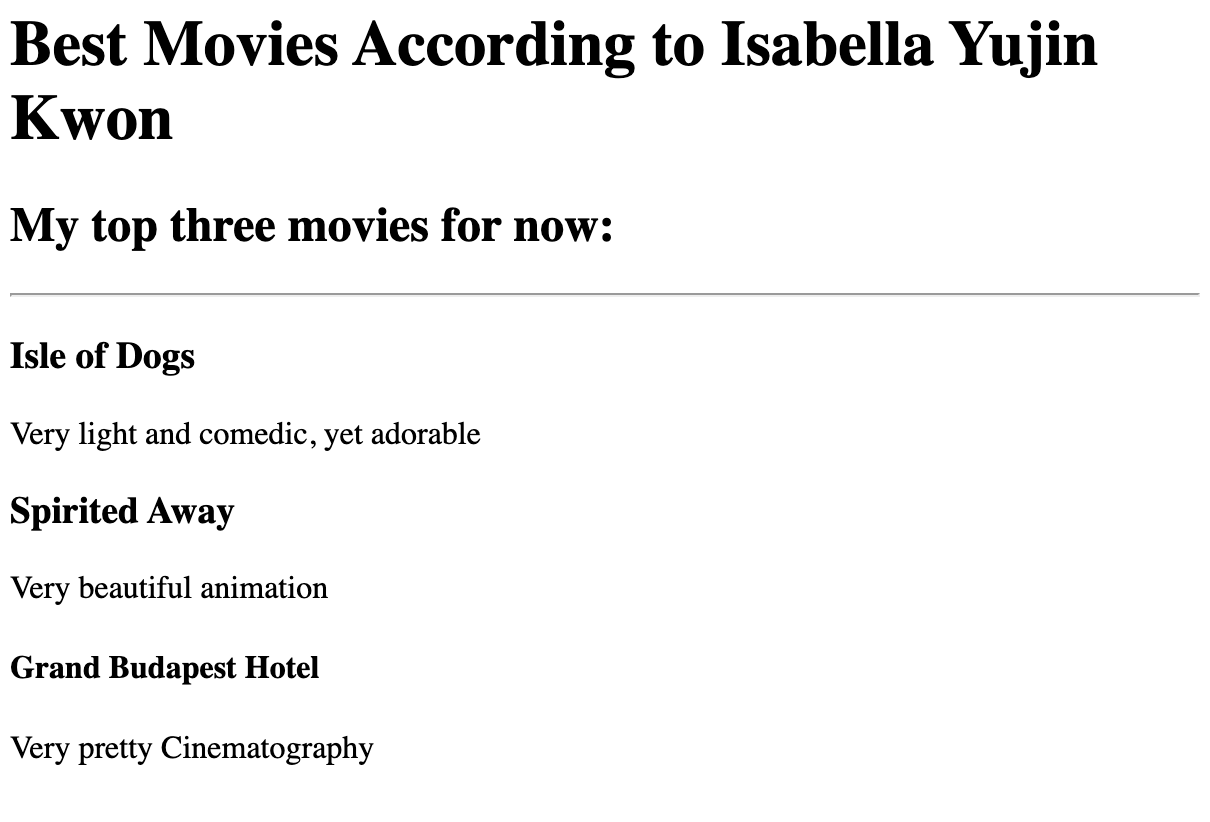 Best Movies According to Isabella Yujin
Kwon
My top three movies for now:
Isle of Dogs
Very light and comedic, yet adorable
Spirited Away
Very beautiful animation
Grand Budapest Hotel
Very pretty Cinematography